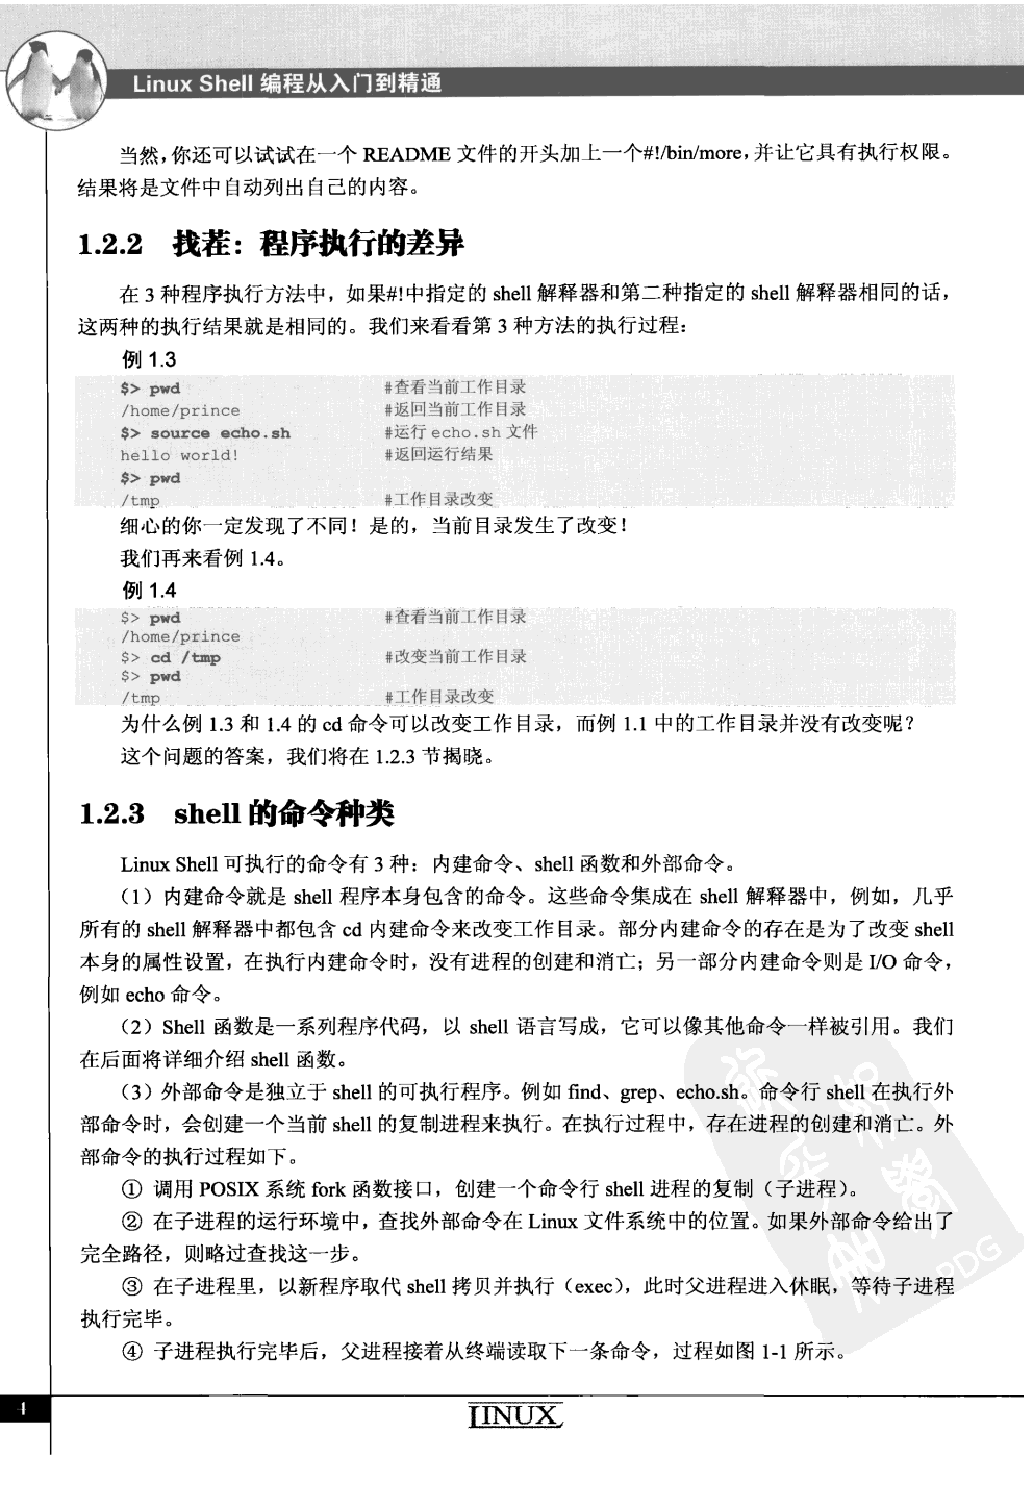 Linux Shell 编程从入门到精通
当然,你还可以试试在一个 README 文件的开头加上一个#!/bin/more,并让它具有执行权限。
结果将是文件中自动列出自己的内容。
1.2.2 找茬：程序执行的差异
在 3 种程序执行方法中，如果#!中指定的 shell 解释器和第二种指定的 shell 解释器相同的话，
这两种的执行结果就是相同的。我们来看看第 3 种方法的执行过程：
例 1.3
$> pwd #查看当前工作目录
/home/prince #返回当前工作目录
$> source echo.sh #运行 echo.sh 文件
hello world! #返回运行结果
$> pwd
/tmp #工作目录改变
细心的你一定发现了不同！是的，当前目录发生了改变！
我们再来看例 1.4。
例 1.4
$> pwd #查看当前工作目录
/home/prince
$> cd /tmp #改变当前工作目录
$> pwd
/tmp #工作目录改变
为什么例 1.3 和 1.4 的 cd 命令可以改变工作目录，而例 1.1 中的工作目录并没有改变呢？
这个问题的答案，我们将在 1.2.3 节揭晓。
1.2.3 shell 的命令种类
Linux Shell 可执行的命令有 3 种：内建命令、shell 函数和外部命令。
（1）内建命令就是 shell 程序本身包含的命令。这些命令集成在 shell 解释器中，例如，几乎
所有的 shell 解释器中都包含 cd 内建命令来改变工作目录。部分内建命令的存在是为了改变 shell
本身的属性设置，在执行内建命令时，没有进程的创建和消亡；另一部分内建命令则是 I/O 命令，
例如 echo 命令。
（2）Shell 函数是一系列程序代码，以 shell 语言写成，它可以像其他命令一样被引用。我们
在后面将详细介绍 shell 函数。
（3）外部命令是独立于 shell 的可执行程序。例如 find、grep、echo.sh。命令行 shell 在执行外
部命令时，会创建一个当前 shell 的复制进程来执行。在执行过程中，存在进程的创建和消亡。外
部命令的执行过程如下。
① 调用 POSIX 系统 fork 函数接口，创建一个命令行 shell 进程的复制（子进程）。
② 在子进程的运行环境中，查找外部命令在 Linux 文件系统中的位置。如果外部命令给出了
完全路径，则略过查找这一步。
③ 在子进程里，以新程序取代 shell 拷贝并执行（exec），此时父进程进入休眠，等待子进程
执行完毕。
④ 子进程执行完毕后，父进程接着从终端读取下一条命令，过程如图 1-1 所示。
4
LINUX
PDG